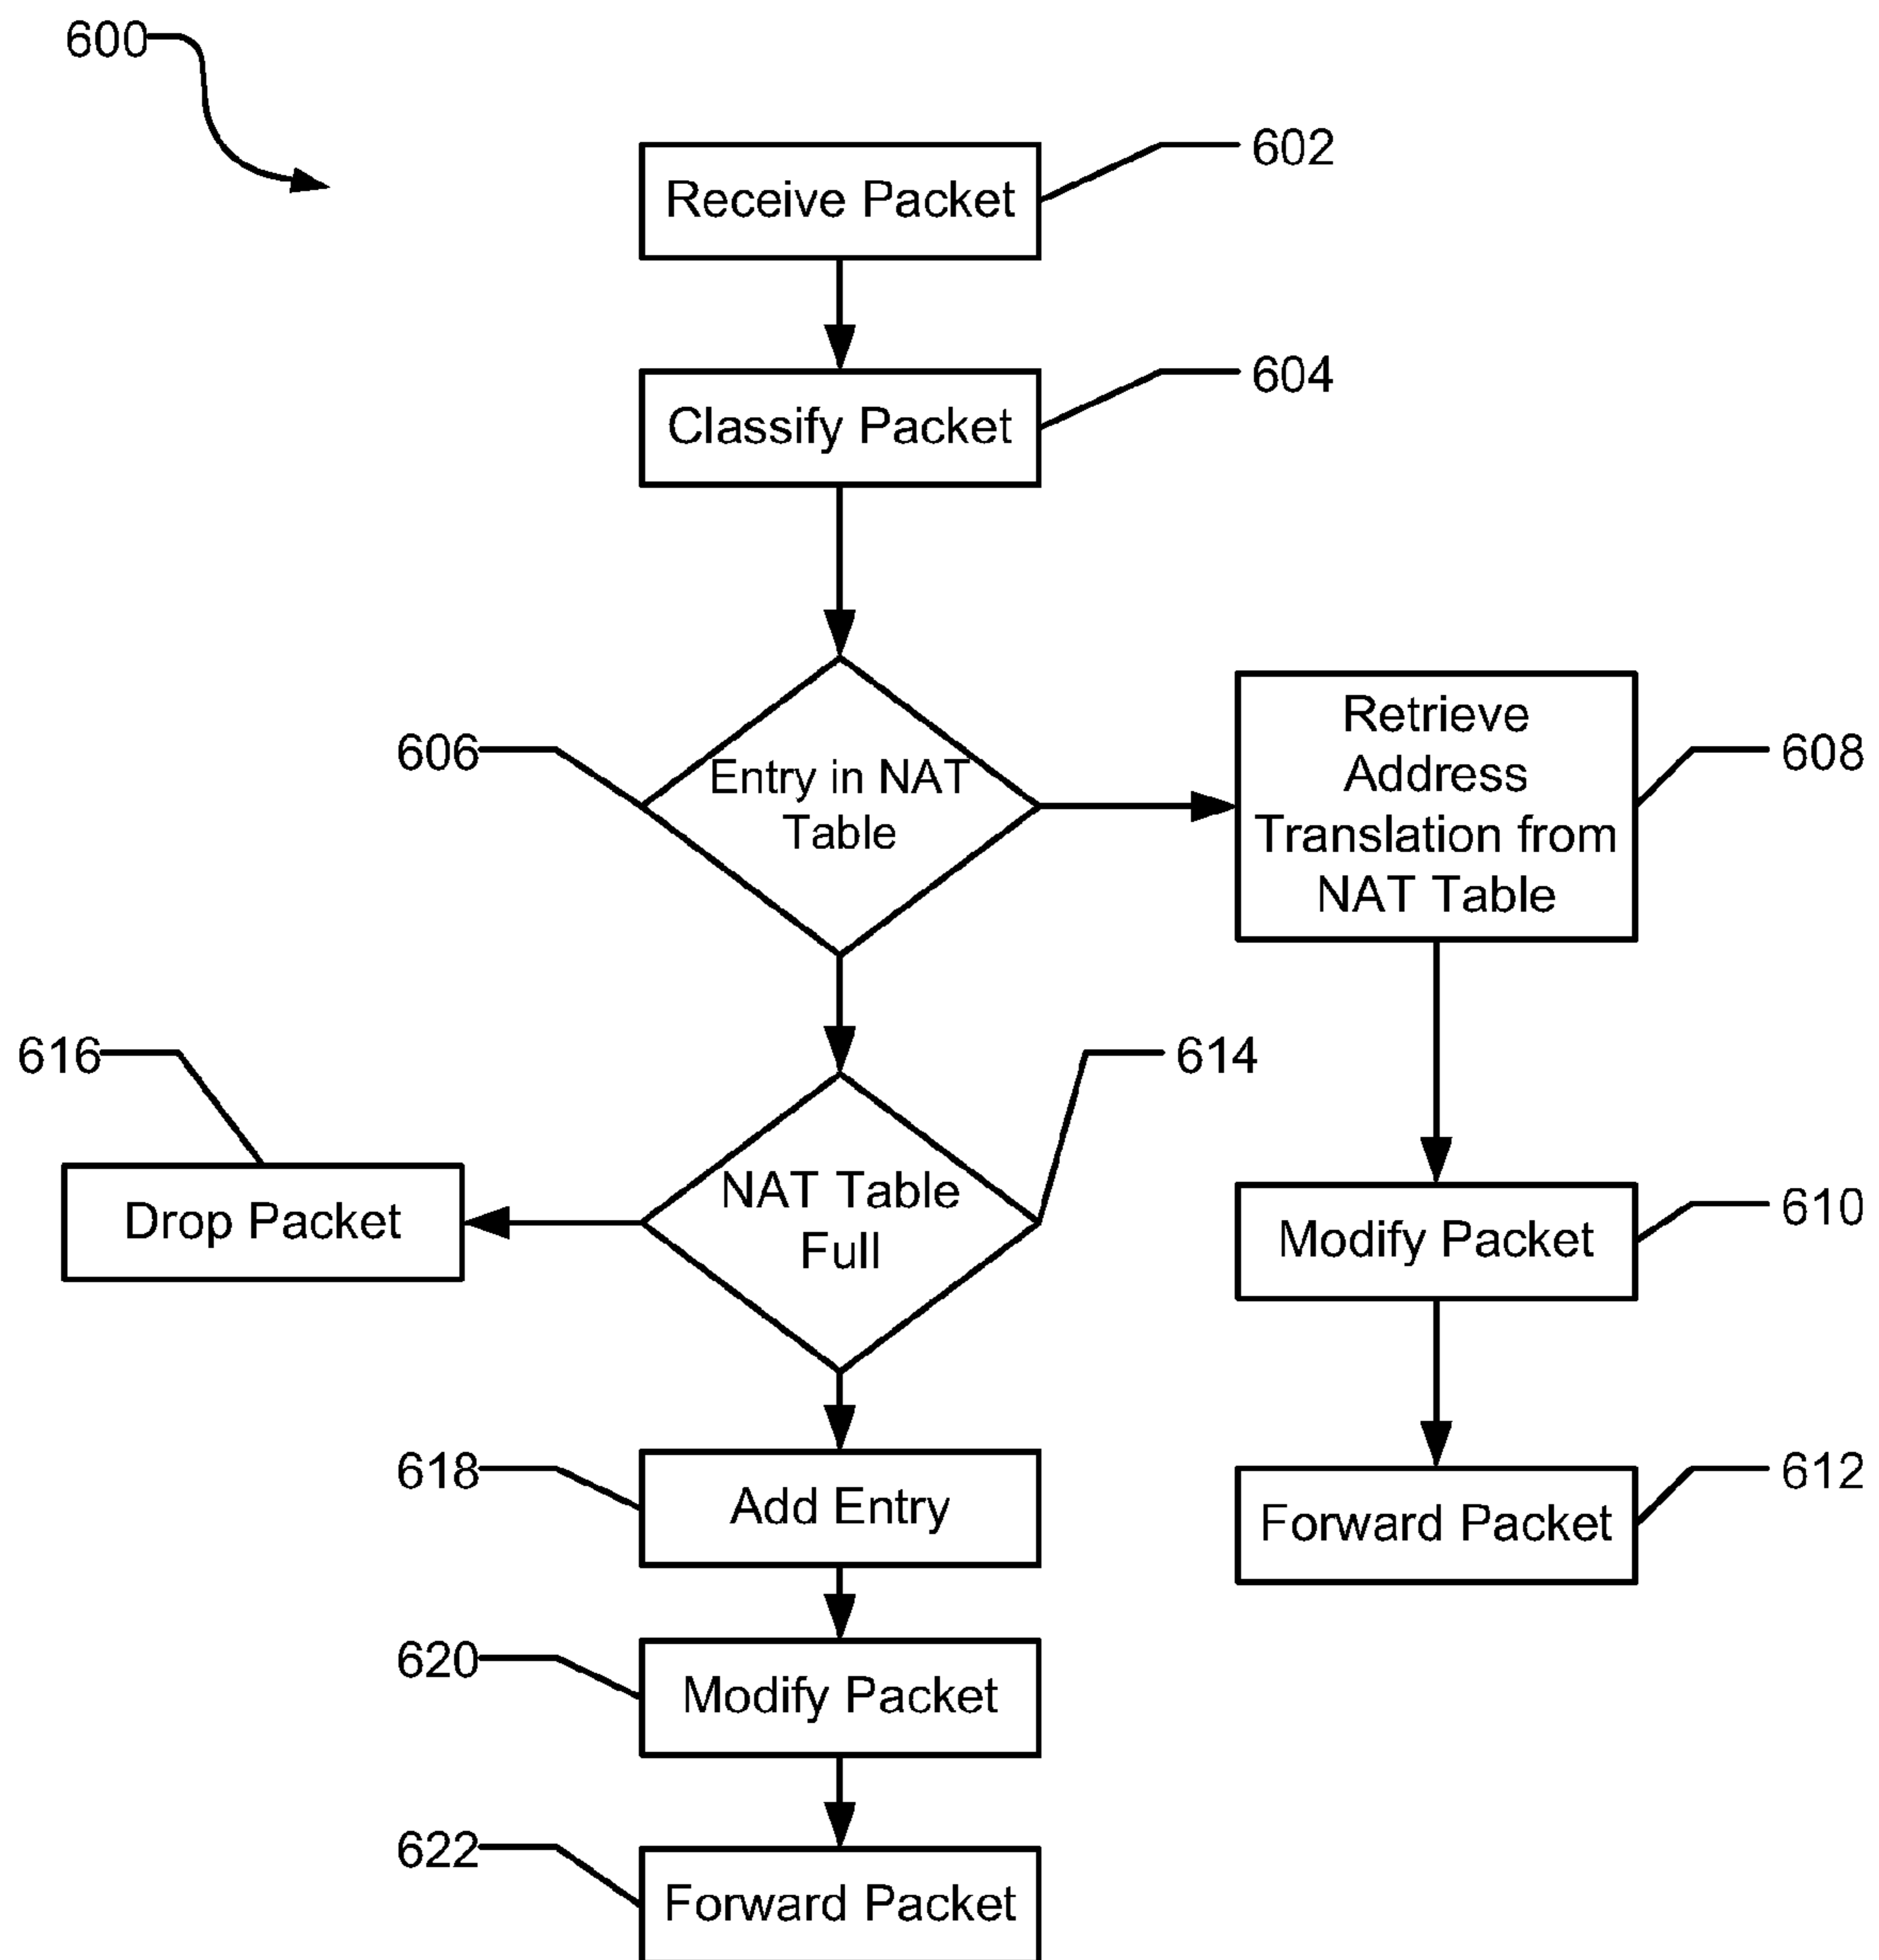 600
Receive Packet
602
Classify Packet
604
606
Entry in NAT
Table
Retrieve
Address
Translation from
NAT Table
608
616
Drop Packet
NAT Table
Full
614
Modify Packet
610
618
Add Entry
Forward Packet
612
620
Modify Packet
622
Forward Packet